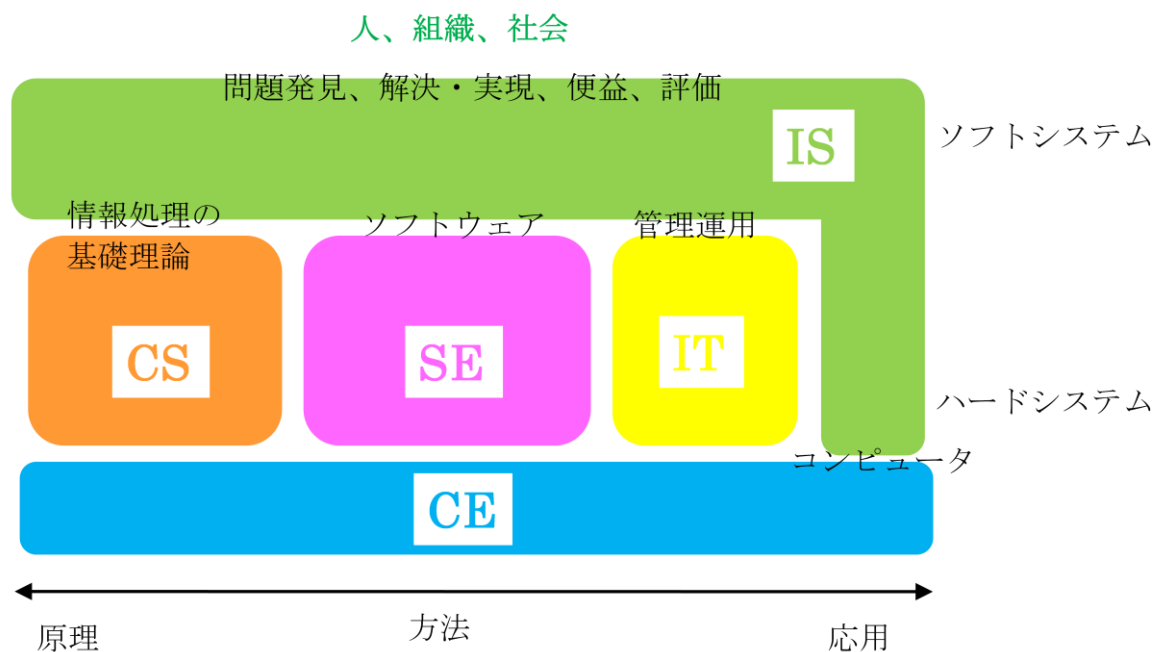 人、組織、社会
問題発見、解決・実現、便益、評価
IS
ソフトシステム
情報処理の
基礎理論
ソフトウェア
管理運用
CS
SE
IT
ハードシステム
コンピュータ
CE
原理
方法
応用